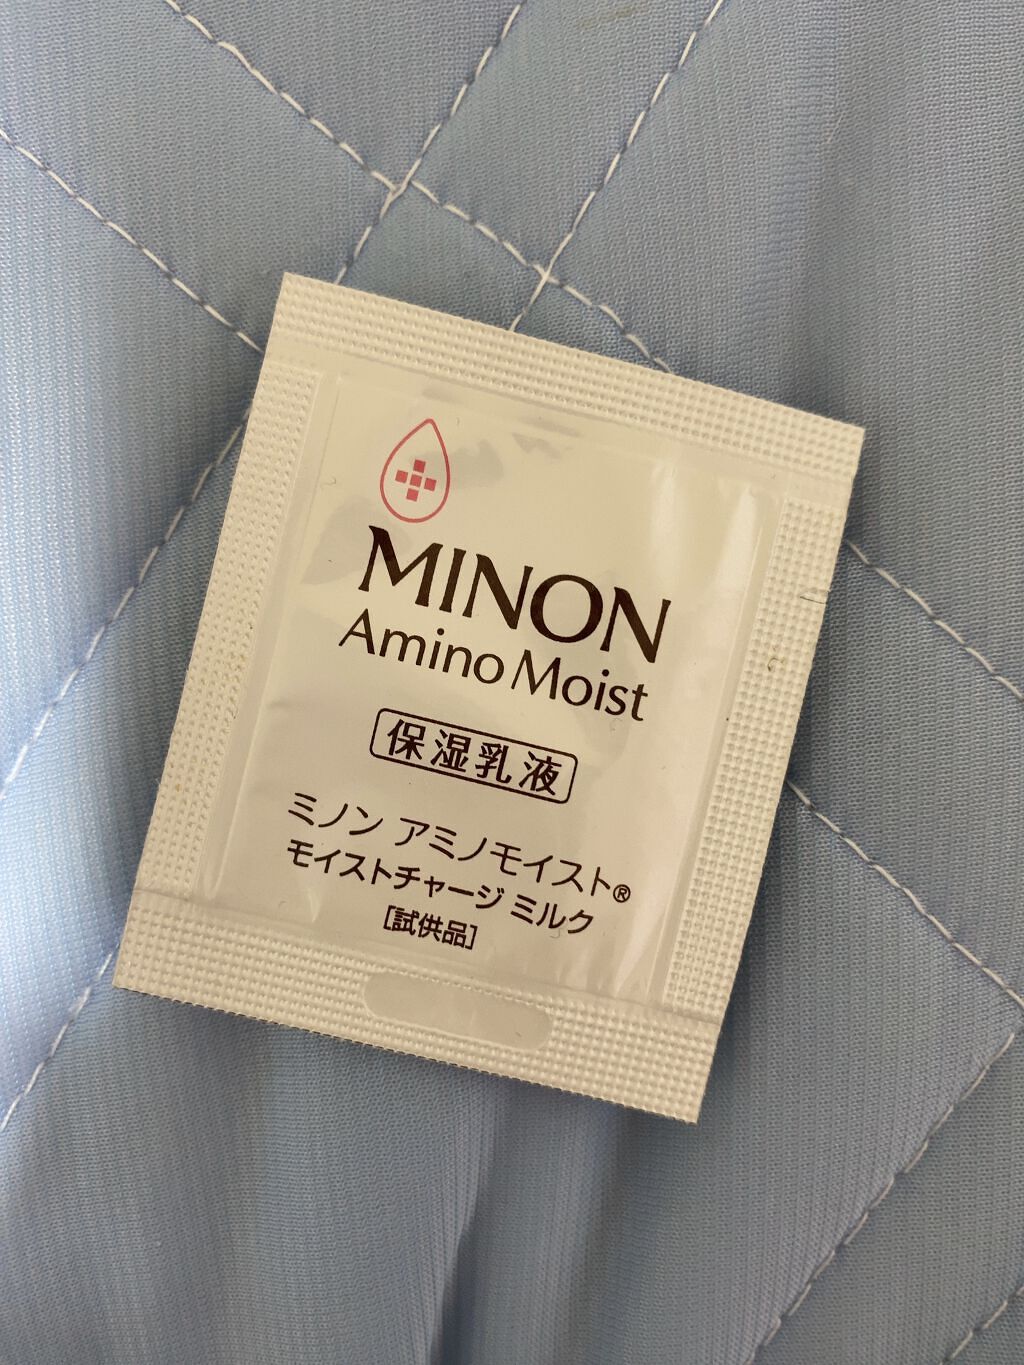 MINON
Amino Moist
保湿乳液
ミノン アミノモイスト®
モイストチャージ ミルク
[試供品]